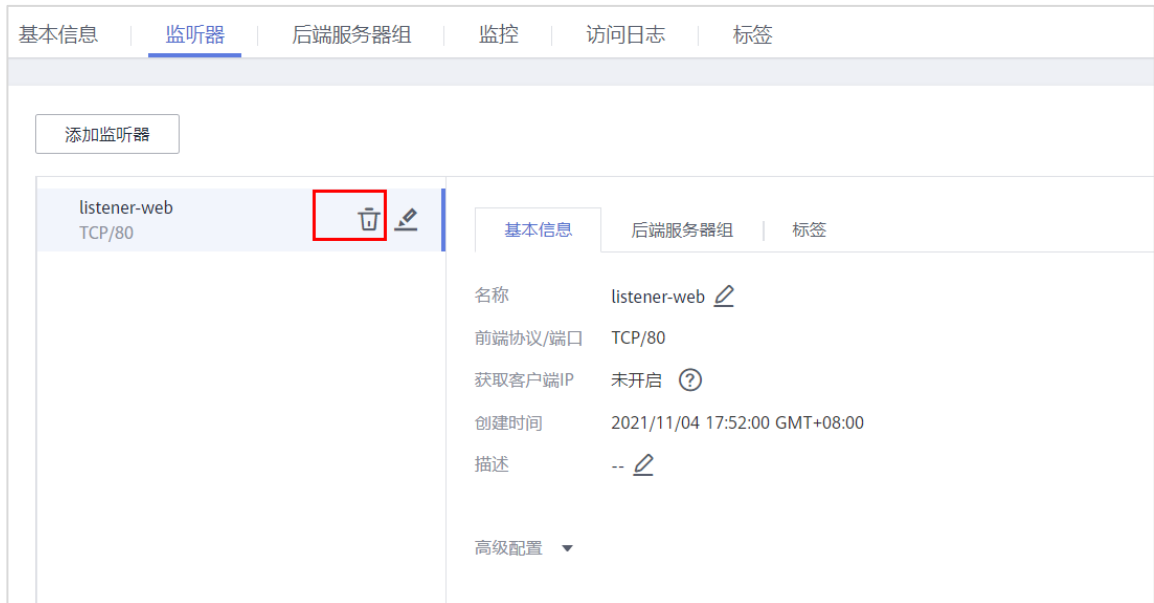 基本信息 监听器 后端服务器组 监控 访问日志 标签
添加监听器
listener-web
TCP/80
基本信息 后端服务器组 标签
名称 listener-web
前端协议/端口 TCP/80
获取客户端IP 未开启 ?
创建时间 2021/11/04 17:52:00 GMT+08:00
描述 --
高级配置